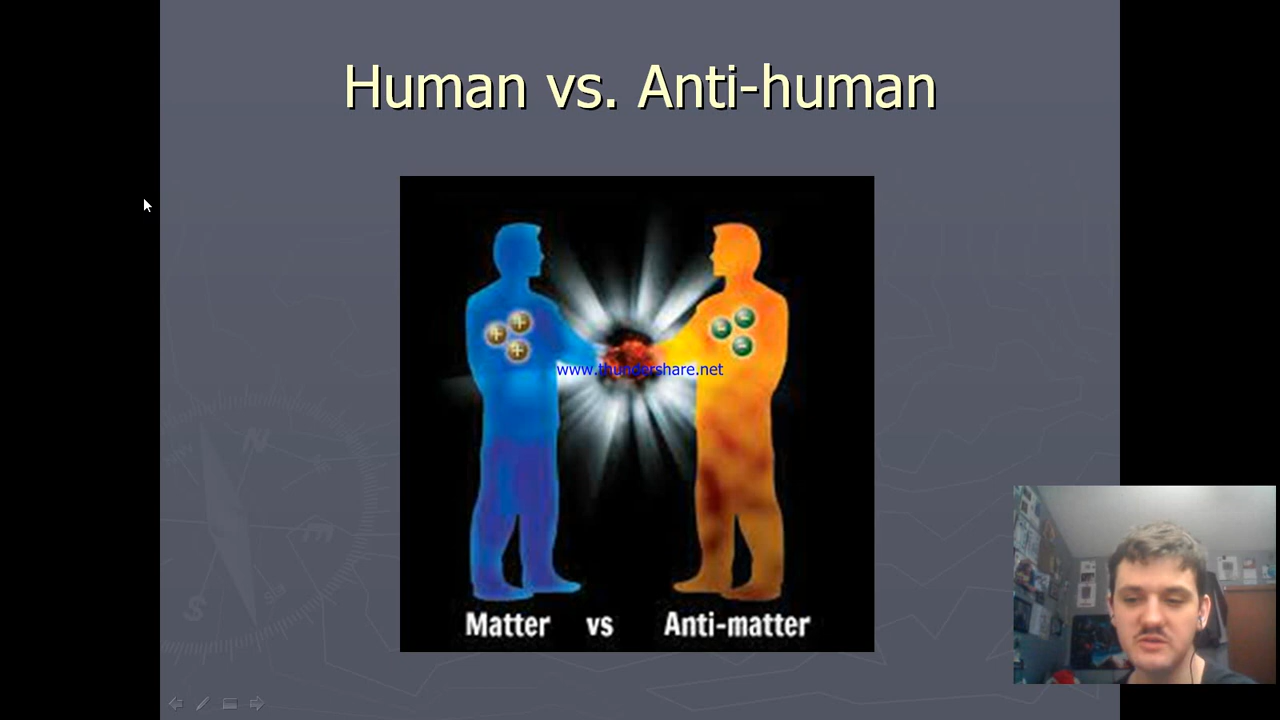 Human vs. Anti-human
www.thundershare.net
Matter vs Anti-matter